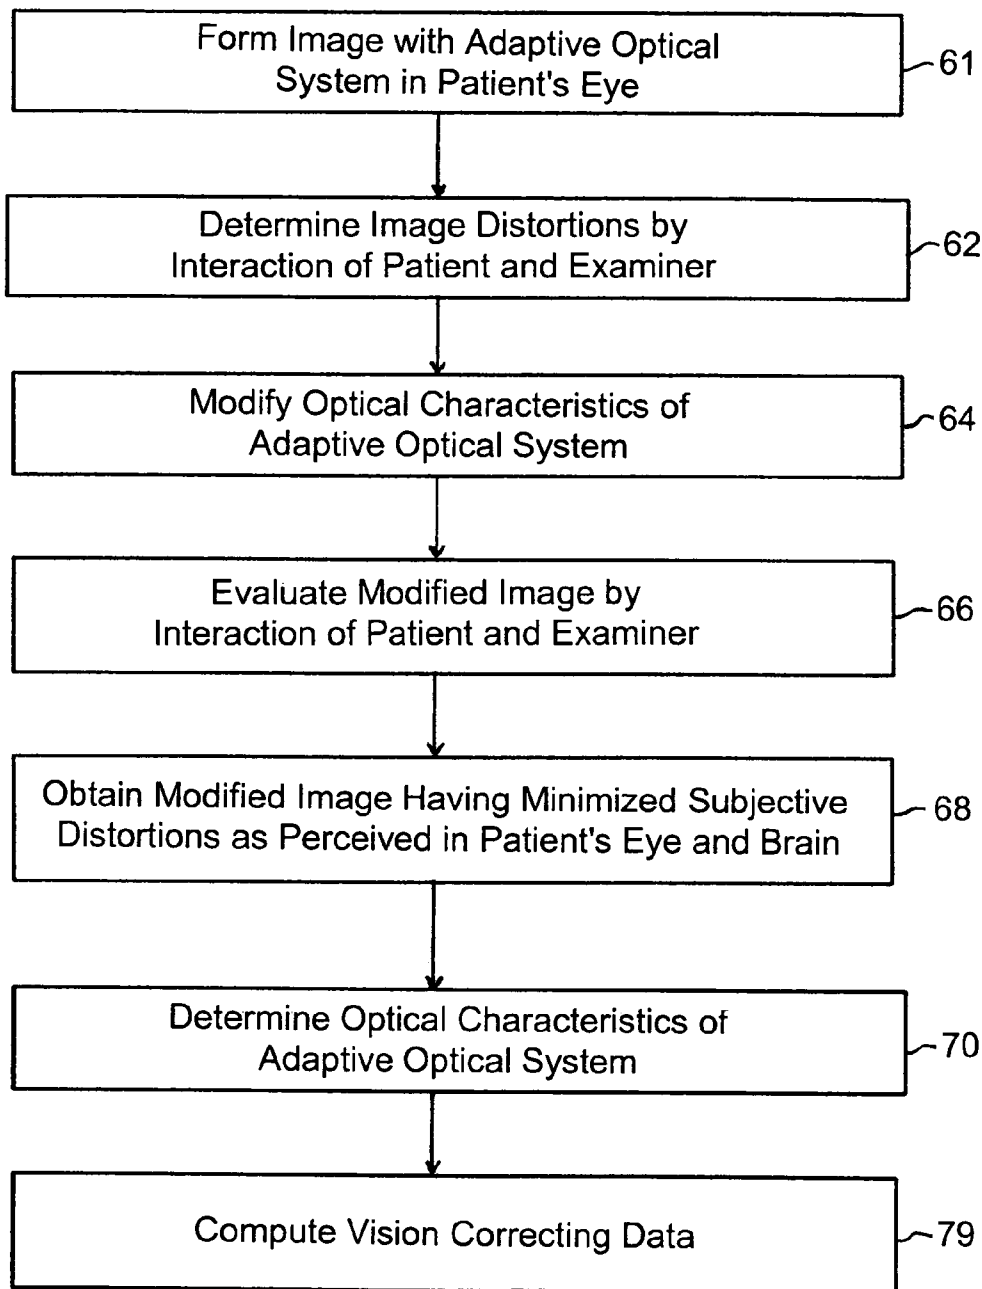 Form Image with Adaptive Optical
System in Patient's Eye
61
Determine Image Distortions by
Interaction of Patient and Examiner
62
Modify Optical Characteristics of
Adaptive Optical System
64
Evaluate Modified Image by
Interaction of Patient and Examiner
66
Obtain Modified Image Having Minimized Subjective
Distortions as Perceived in Patient's Eye and Brain
68
Determine Optical Characteristics of
Adaptive Optical System
70
Compute Vision Correcting Data
79